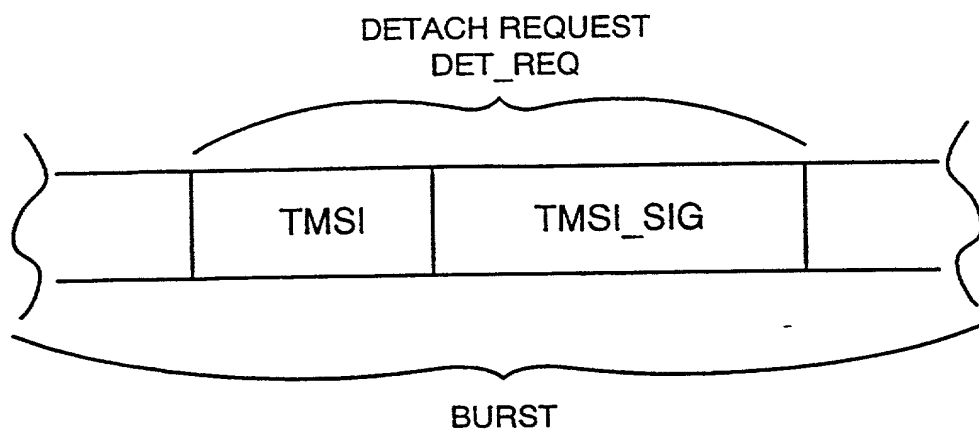 DETACH REQUEST
DET_REQ
TMSI
TMSI_SIG
BURST